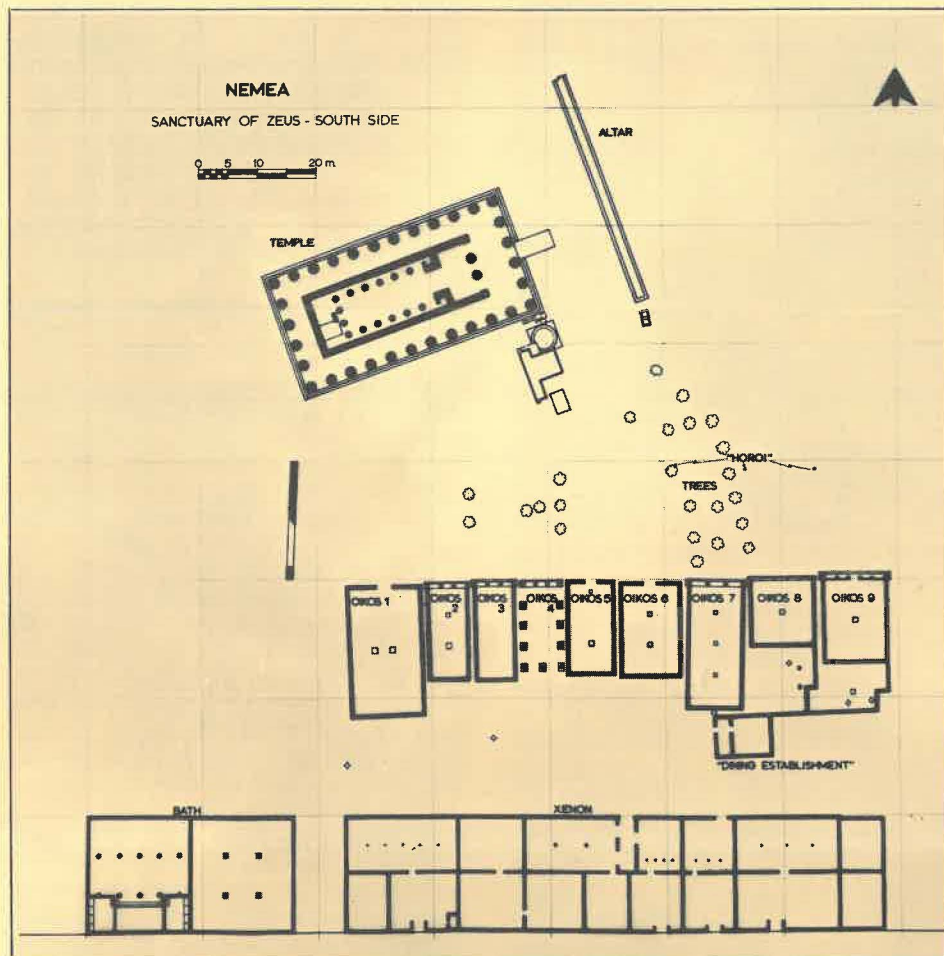 NEMEA
SANCTUARY OF ZEUS - SOUTH SIDE
0 5 10 20 m.
ALTAR
TEMPLE
"HOROI"
TREES
OIKOS 1
OIKOS 2
OIKOS 3
OIKOS 4
OIKOS 5
OIKOS 6
OIKOS 7
OIKOS 8
OIKOS 9
"DINING ESTABLISHMENT"
BATH
XENON